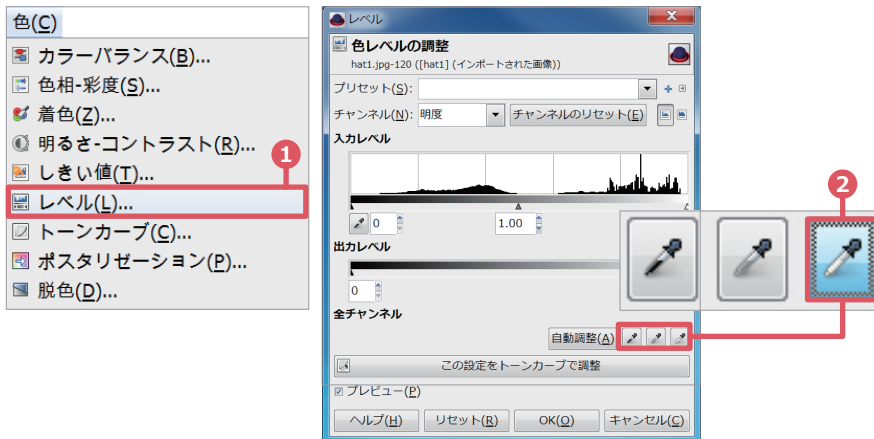 色(C)
カラーバランス(B)...
色相-彩度(S)...
着色(Z)...
明るさ-コントラスト(R)...
しきい値(T)...
1
レベル(L)...
トーンカーブ(C)...
ポスタリゼーション(P)...
脱色(D)...
レベル
色レベルの調整
hat1.jpg-120 ([hat1] (インポートされた画像))
プリセット(S):
チャンネル(N): 明度 チャンネルのリセット(E)
入力レベル
0 1.00
2
出力レベル
0
全チャンネル
自動調整(A)
この設定をトーンカーブで調整
プレビュー(P)
ヘルプ(H) リセット(R) OK(O) キャンセル(C)